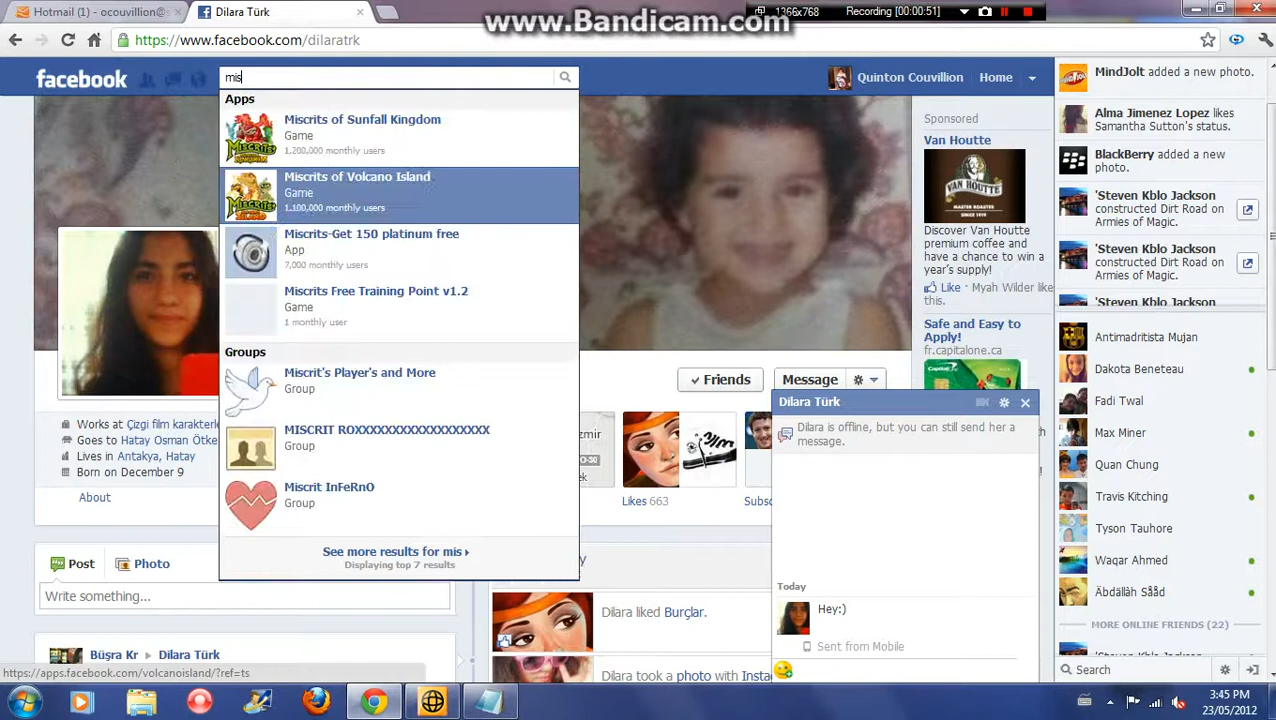 www.Bandicam.com
1366x768
Recording [00:00:51]
Hotmail (1) - ocouvillion@s
Dilara Türk
https://www.facebook.com/dilaratrk
facebook
mis
Quinton Couvillion
Home
Apps
Miscrits of Sunfall Kingdom
Game
1,200,000 monthly users
Miscrits of Volcano Island
Game
1,100,000 monthly users
Miscrits-Get 150 platinum free
App
7,000 monthly users
Miscrits Free Training Point v1.2
Game
1 monthly user
Groups
Miscrit's Player's and More
Group
MISCRIT ROXXXXXXXXXXXXXXXXXX
Group
Miscrit InFeRnO
Group
See more results for mis
Displaying top 7 results
Works at Çizgi film karakterle
Goes to Hatay Osman Ötke
Lives in Antakya, Hatay
Born on December 9
About
Friends
Message
Likes 663
Subsc
Post
Photo
Write something...
Büşra Kr
Dilara Türk
Dilara liked Burçlar.
Dilara took a photo with Insta
Sponsored
Van Houtte
VAN HOUTTE
MASTER ROASTER
SINCE 1919
Discover Van Houtte
premium coffee and
have a chance to win a
year's supply!
Like · Myah Wilder like
this.
Safe and Easy to
Apply!
fr.capitalone.ca
Dilara Türk
Dilara is offline, but you can still send her a
message.
Today
Hey:)
Sent from Mobile
MindJolt added a new
photo.
Alma Jimenez Lopez likes
Samantha Sutton's status.
BlackBerry added a new
photo.
'Steven Kblo Jackson
constructed Dirt Road on
Armies of Magic.
'Steven Kblo Jackson
constructed Dirt Road on
Armies of Magic.
'Steven Kblo Jackson
Antimadritista Mujan
Dakota Beneteau
Fadi Twal
Max Miner
Quan Chung
Travis Kitching
Tyson Tauhore
Waqar Ahmed
Äbdällàh Sååd
MORE ONLINE FRIENDS (22)
Search
https://apps.facebook.com/volcanoisland/?ref=ts
3:45 PM
23/05/2012